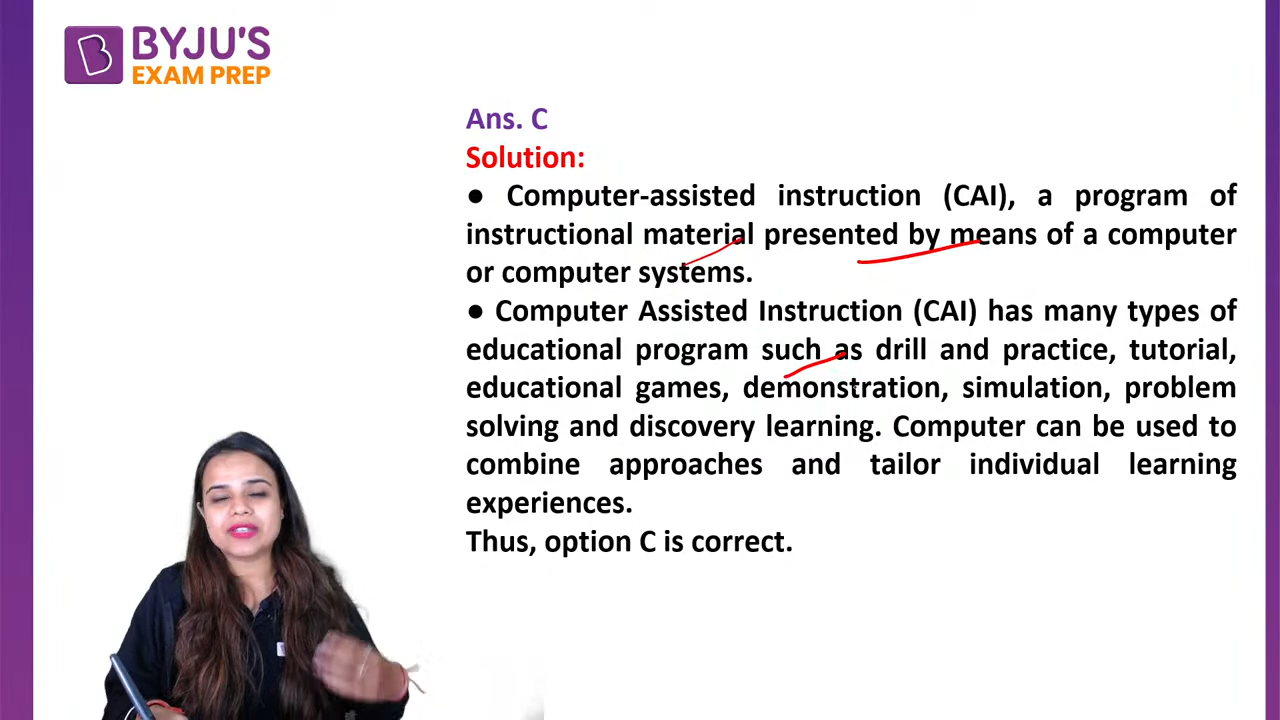 BYJU'S
EXAM PREP
Ans. C
Solution:
● Computer-assisted instruction (CAI), a program of
instructional material presented by means of a computer
or computer systems.
● Computer Assisted Instruction (CAI) has many types of
educational program such as drill and practice, tutorial,
educational games, demonstration, simulation, problem
solving and discovery learning. Computer can be used to
combine approaches and tailor individual learning
experiences.
Thus, option C is correct.